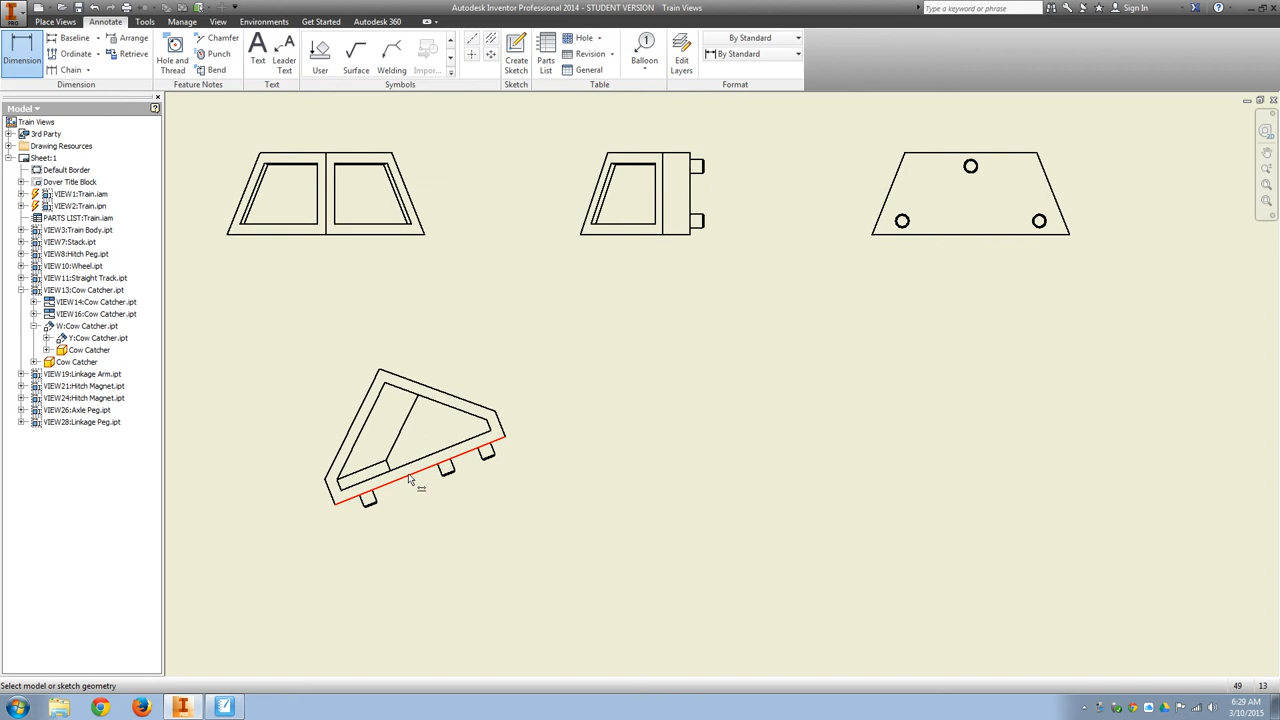 Autodesk Inventor Professional 2014 - STUDENT VERSION Train Views
Type a keyword or phrase
Sign In
PRO
Place Views Annotate Tools Manage View Environments Get Started Autodesk 360
Dimension
Baseline
Ordinate
Chain
Arrange
Retrieve
Dimension
Hole and Thread
Chamfer
Punch
Bend
Feature Notes
Text
Leader Text
Text
User
Surface
Welding
Impor...
Symbols
Create Sketch
Sketch
Parts List
Hole
Revision
General
Table
Balloon
Edit Layers
By Standard
By Standard
Format
Model
Train Views
3rd Party
Drawing Resources
Sheet:1
Default Border
Dover Title Block
VIEW1:Train.iam
VIEW2:Train.ipn
PARTS LIST:Train.iam
VIEW3:Train Body.ipt
VIEW7:Stack.ipt
VIEW8:Hitch Peg.ipt
VIEW10:Wheel.ipt
VIEW11:Straight Track.ipt
VIEW13:Cow Catcher.ipt
VIEW14:Cow Catcher.ipt
VIEW16:Cow Catcher.ipt
W:Cow Catcher.ipt
Y:Cow Catcher.ipt
Cow Catcher
Cow Catcher
VIEW19:Linkage Arm.ipt
VIEW21:Hitch Magnet.ipt
VIEW24:Hitch Magnet.ipt
VIEW26:Axle Peg.ipt
VIEW28:Linkage Peg.ipt
Select model or sketch geometry
49 13
6:29 AM
3/10/2015